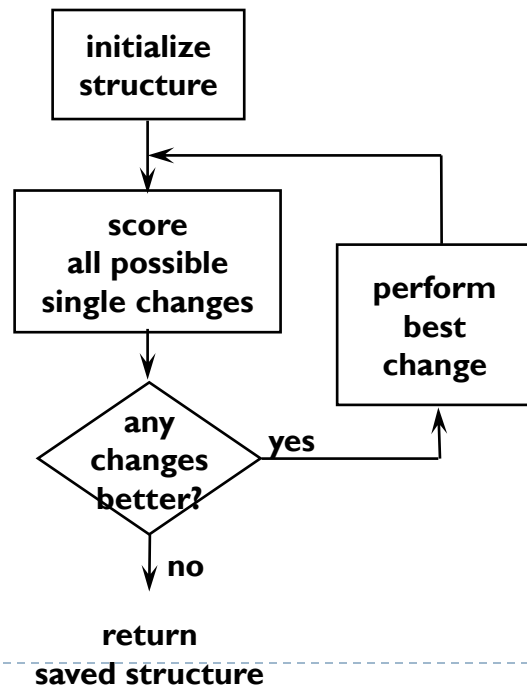 initialize
structure
score
all possible
single changes
perform
best
change
any
changes
better?
yes
no
return
saved structure